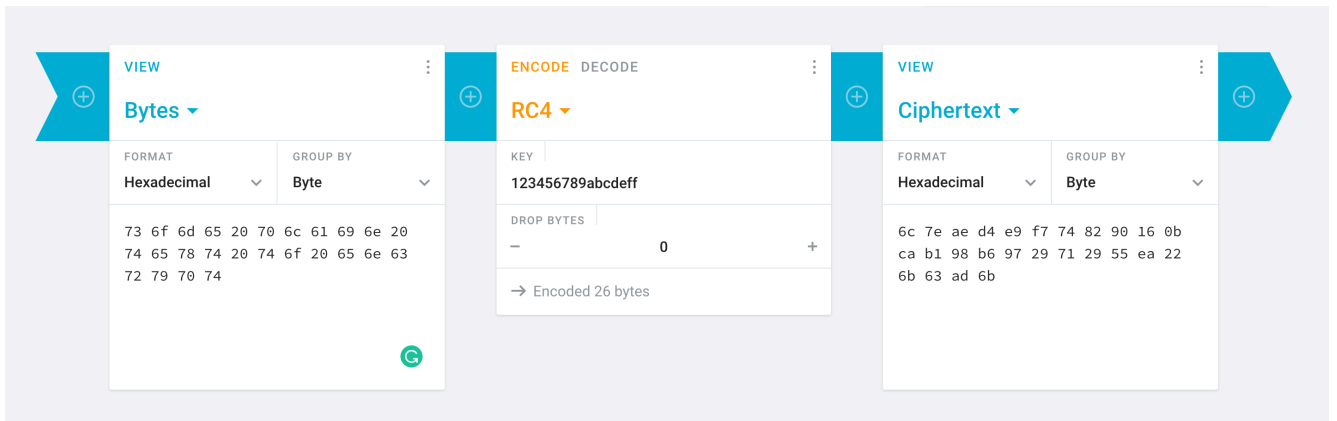 VIEW
Bytes
FORMAT
Hexadecimal
GROUP BY
Byte
73 6f 6d 65 20 70 6c 61 69 6e 20
74 65 78 74 20 74 6f 20 65 6e 63
72 79 70 74
ENCODE DECODE
RC4
KEY
123456789abcdeff
DROP BYTES
− 0 +
→ Encoded 26 bytes
VIEW
Ciphertext
FORMAT
Hexadecimal
GROUP BY
Byte
6c 7e ae d4 e9 f7 74 82 90 16 0b
ca b1 98 b6 97 29 71 29 55 ea 22
6b 63 ad 6b